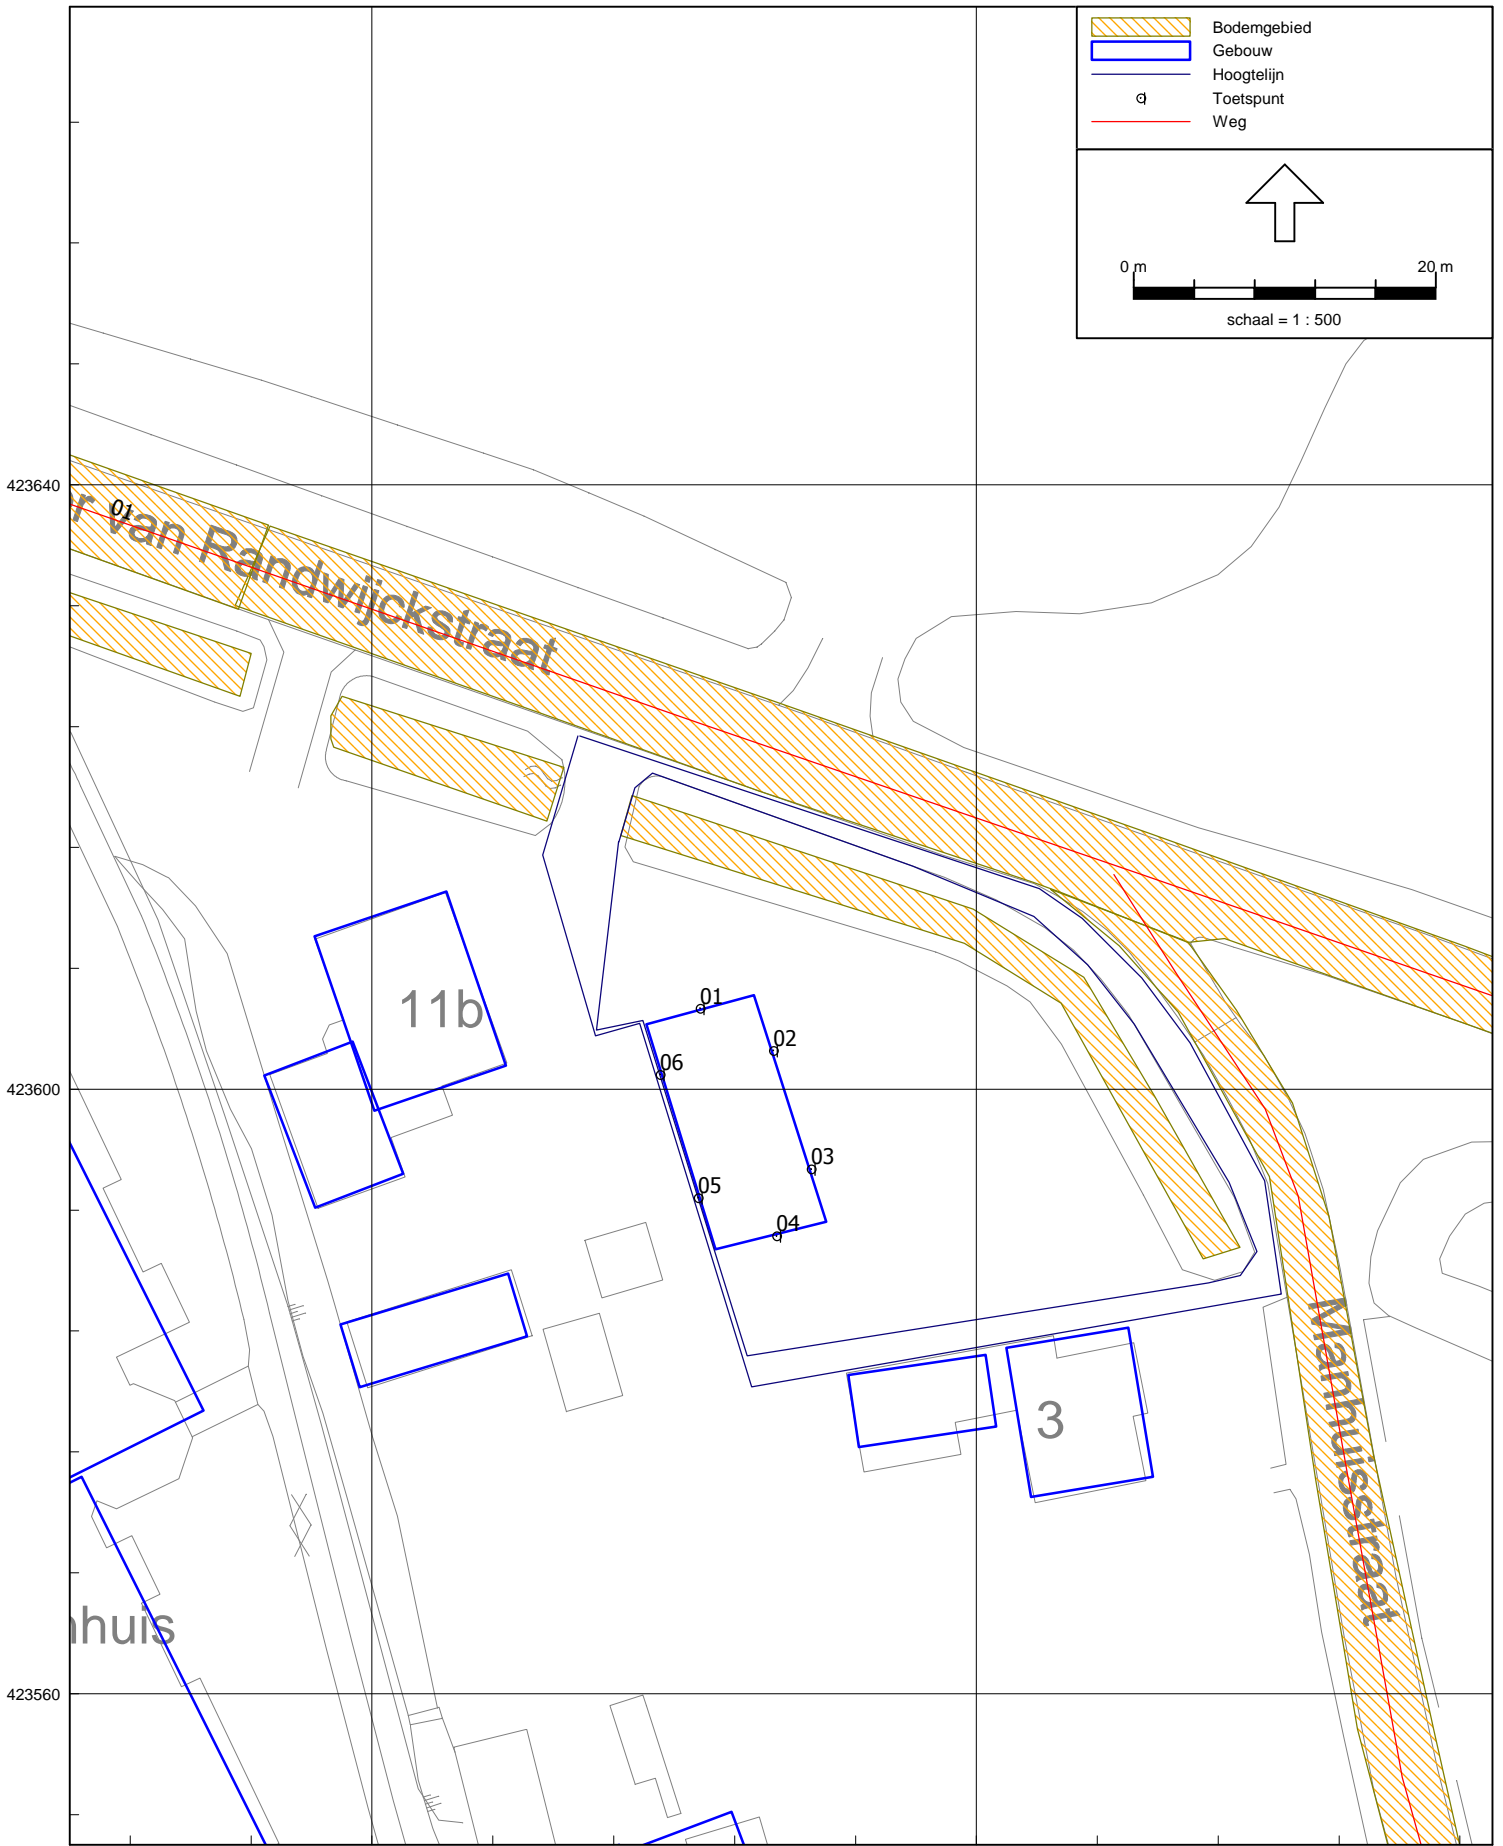 Bodemgebied
Gebouw
Hoogtelijn
Toetspunt
Weg
0 m
20 m
schaal = 1 : 500
423640
01
r van Randwijckstraat
11b
01
02
06
423600
03
05
04
3
Manhuisstraat
nhuis
423560